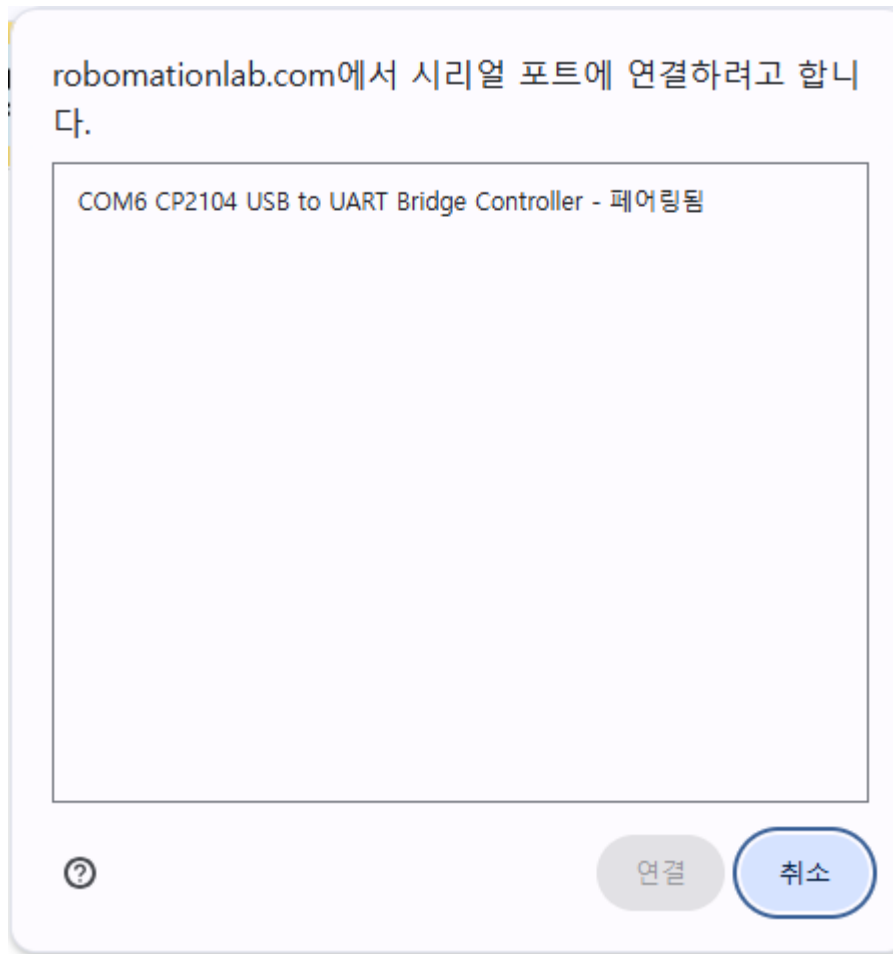 robomationlab.com에서 시리얼 포트에 연결하려고 합니
다.
COM6 CP2104 USB to UART Bridge Controller - 페어링됨
연결
취소